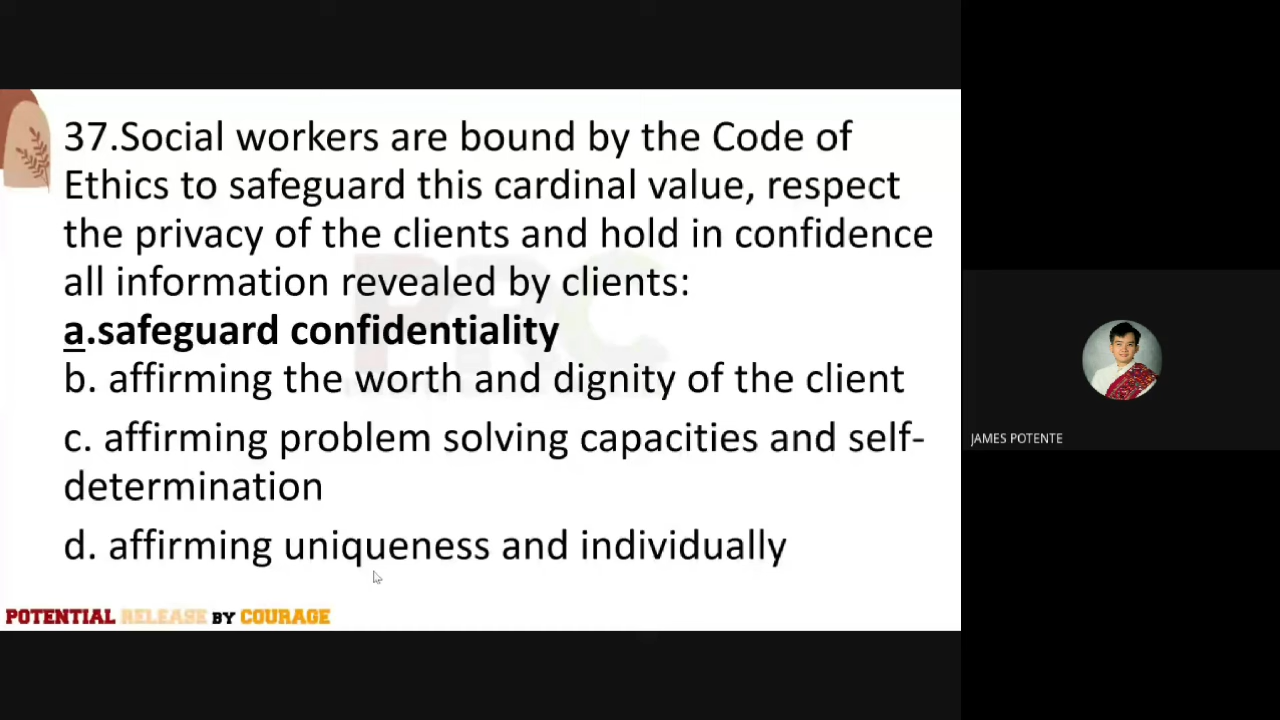 37.Social workers are bound by the Code of
Ethics to safeguard this cardinal value, respect
the privacy of the clients and hold in confidence
all information revealed by clients:
a.safeguard confidentiality
b. affirming the worth and dignity of the client
c. affirming problem solving capacities and self-
determination
d. affirming uniqueness and individually
POTENTIAL RELEASE BY COURAGE
JAMES POTENTE
PRC